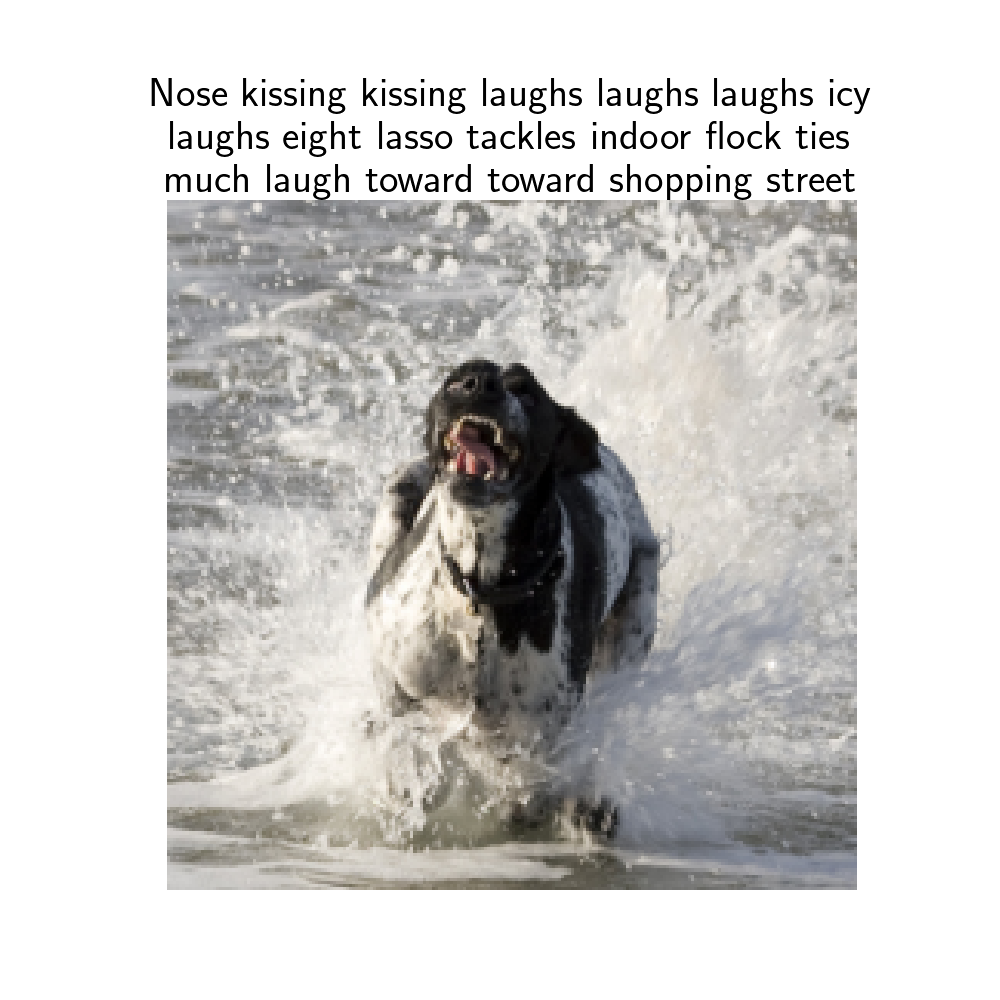 Nose kissing kissing laughs laughs laughs icy
laughs eight lasso tackles indoor flock ties
much laugh toward toward shopping street